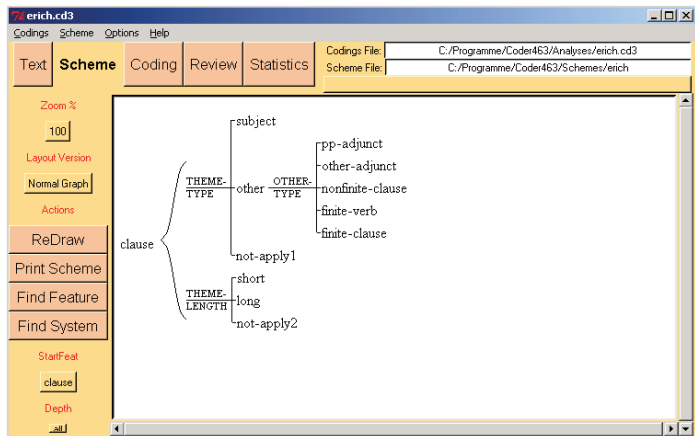 erich.cd3
Codings Scheme Options Help
Text Scheme Coding Review Statistics
Codings File: C:/Programme/Coder463/Analyses/erich.cd3
Scheme File: C:/Programme/Coder463/Schemes/erich
Zoom %
100
Layout Version
Normal Graph
Actions
ReDraw
Print Scheme
Find Feature
Find System
StartFeat
clause
Depth
all
clause
THEME-
TYPE
subject
other
not-apply1
OTHER-
TYPE
pp-adjunct
other-adjunct
nonfinite-clause
finite-verb
finite-clause
THEME-
LENGTH
short
long
not-apply2